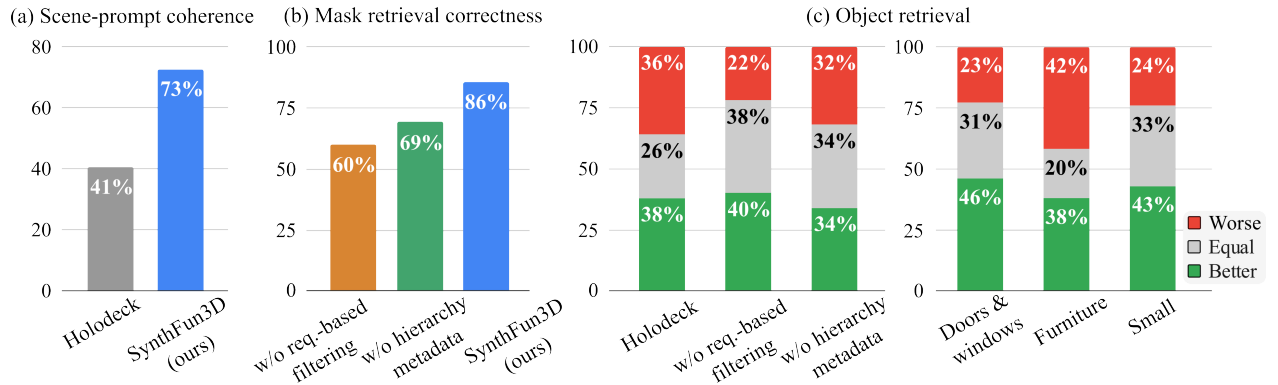 (a) Scene-prompt coherence
80
60
40
20
0
41%
73%
Holodeck
SynthFun3D
(ours)
(b) Mask retrieval correctness
100
75
50
25
0
60%
69%
86%
w/o req.-based
filtering
w/o hierarchy
metadata
SynthFun3D
(ours)
(c) Object retrieval
100
75
50
25
0
36%
22%
32%
26%
38%
34%
38%
40%
34%
Holodeck
w/o req.-based
filtering
w/o hierarchy
metadata
100
75
50
25
0
23%
42%
24%
31%
20%
33%
46%
38%
43%
Doors &
windows
Furniture
Small
Worse
Equal
Better